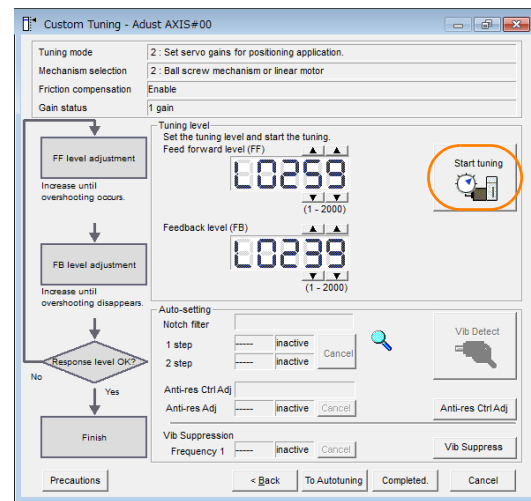 Custom Tuning - Adust AXIS#00
Tuning mode 2 : Set servo gains for positioning application.
Mechanism selection 2 : Ball screw mechanism or linear motor
Friction compensation Enable
Gain status 1 gain
FF level adjustment
Increase until
overshooting occurs.
FB level adjustment
Increase until
overshooting disappears.
Response level OK?
No
Yes
Finish
Tuning level
Set the tuning level and start the tuning.
Feed forward level (FF)
L0259
(1 - 2000)
Feedback level (FB)
L0239
(1 - 2000)
Start tuning
Auto-setting
Notch filter
1 step ----- inactive
2 step ----- inactive
Cancel
Vib Detect
Anti-res Ctrl Adj
Anti-res Adj ----- inactive Cancel
Anti-res Ctrl Adj
Vib Suppression
Frequency 1 ----- inactive Cancel
Vib Suppress
Precautions
< Back
To Autotuning
Completed.
Cancel